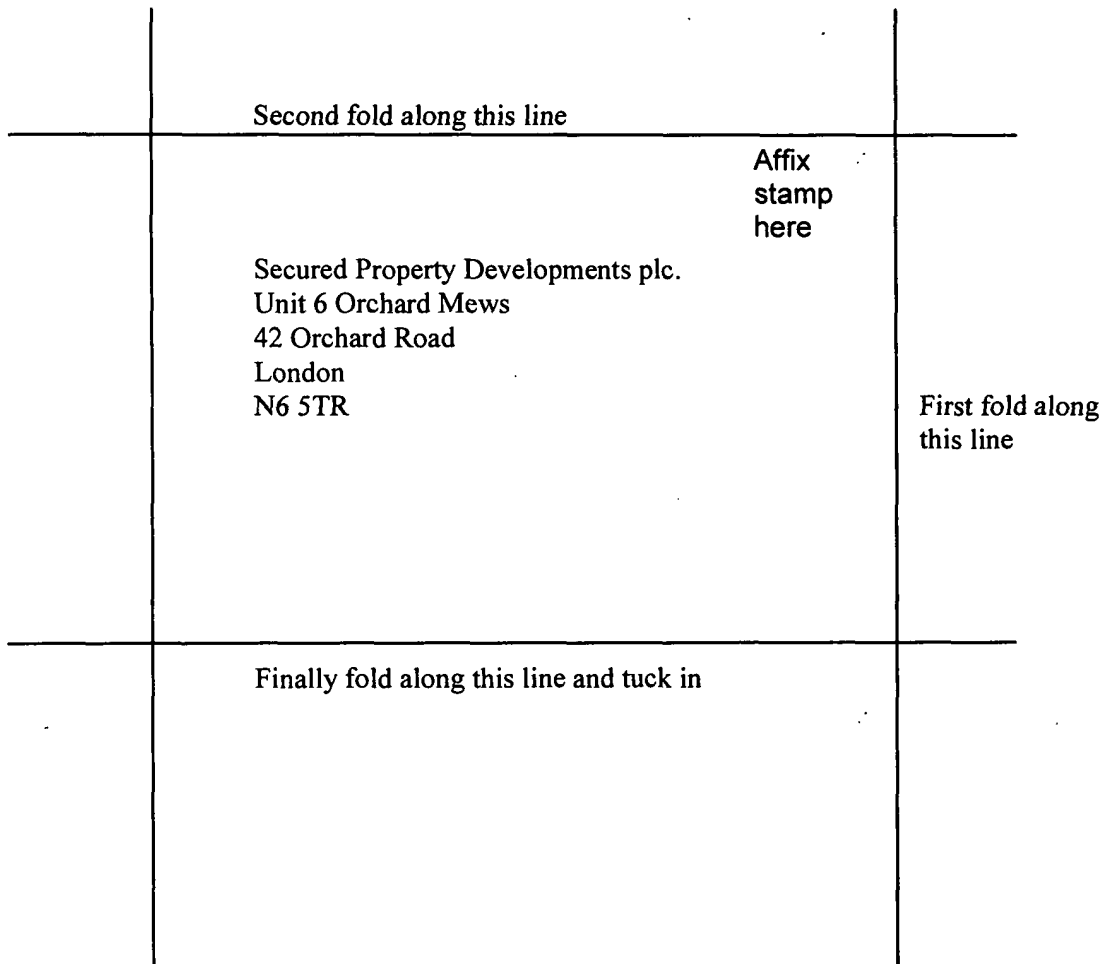 Second fold along this line
Affix
stamp
here
Secured Property Developments plc.
Unit 6 Orchard Mews
42 Orchard Road
London
N6 5TR
First fold along
this line
Finally fold along this line and tuck in